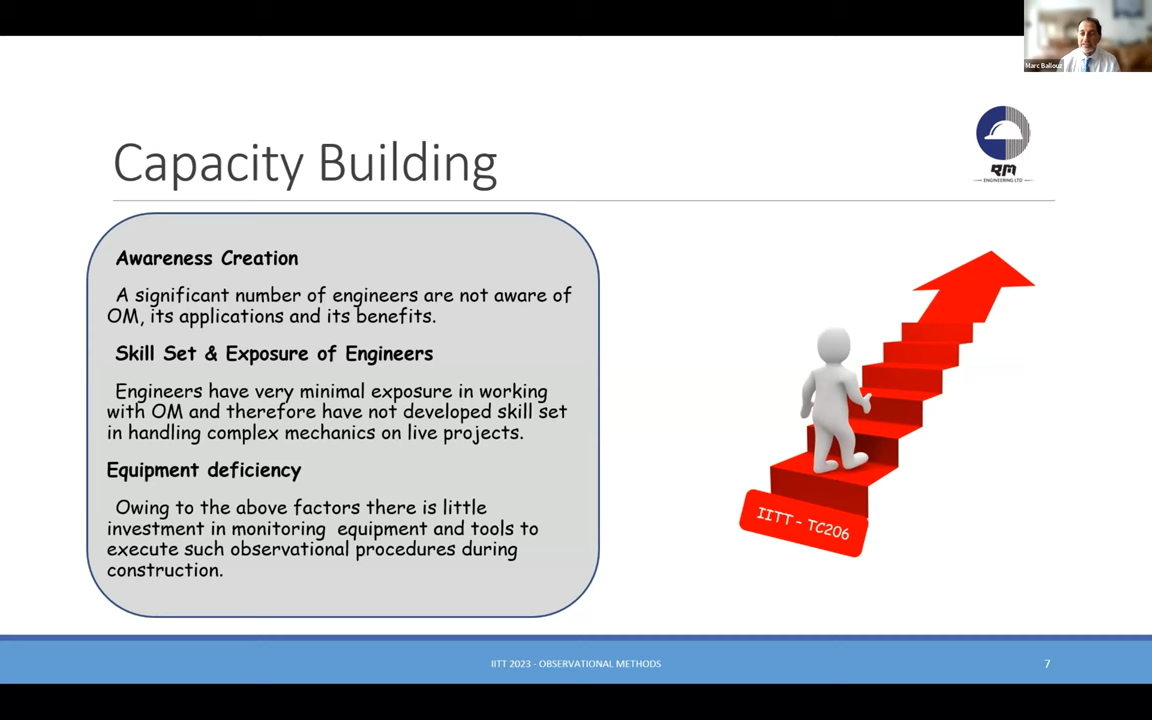 Marc Ballouz
Capacity Building
RM
ENGINEERING LTD
Awareness Creation
A significant number of engineers are not aware of
OM, its applications and its benefits.
Skill Set & Exposure of Engineers
Engineers have very minimal exposure in working
with OM and therefore have not developed skill set
in handling complex mechanics on live projects.
Equipment deficiency
Owing to the above factors there is little
investment in monitoring equipment and tools to
execute such observational procedures during
construction.
IITT - TC206
IITT 2023 - OBSERVATIONAL METHODS
7